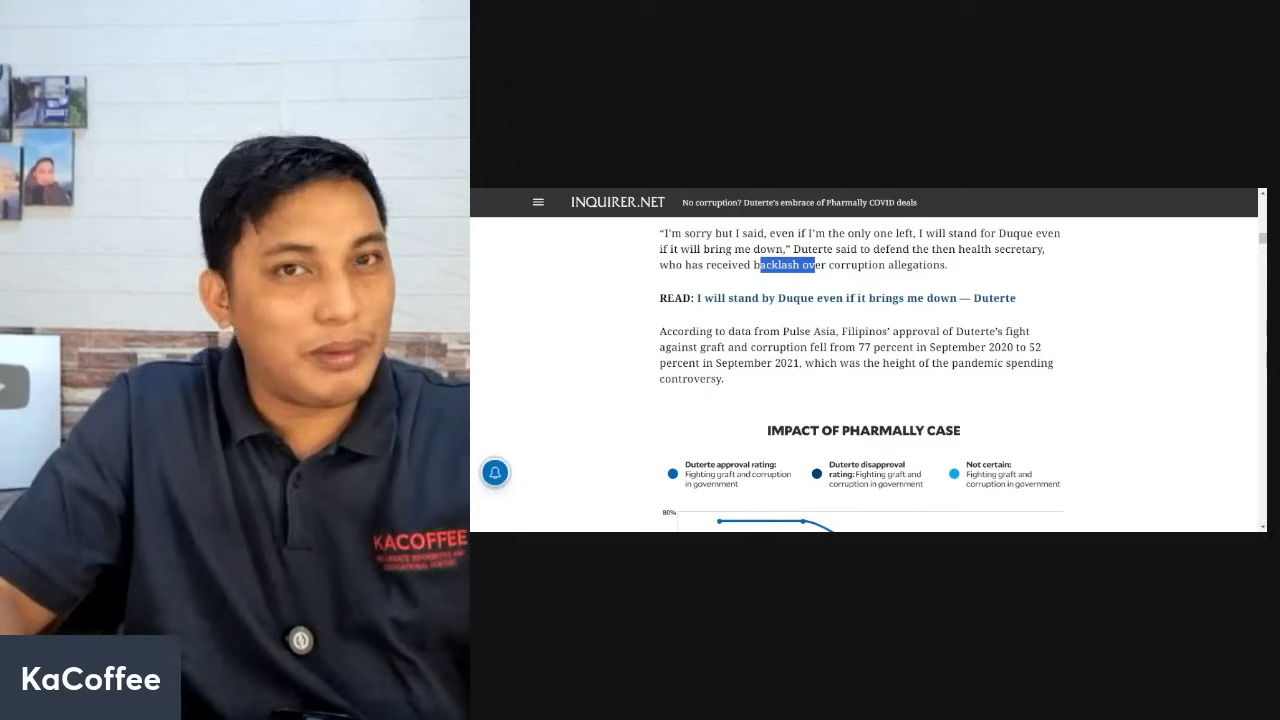 INQUIRER.NET
No corruption? Duterte's embrace of Pharmally COVID deals
“I’m sorry but I said, even if I’m the only one left, I will stand for Duque even
if it will bring me down,” Duterte said to defend the then health secretary,
who has received backlash over corruption allegations.
READ: I will stand by Duque even if it brings me down — Duterte
According to data from Pulse Asia, Filipinos’ approval of Duterte’s fight
against graft and corruption fell from 77 percent in September 2020 to 52
percent in September 2021, which was the height of the pandemic spending
controversy.
IMPACT OF PHARMALLY CASE
Duterte approval rating:
Fighting graft and corruption
in government
Duterte disapproval
rating: Fighting graft and
corruption in government
Not certain:
Fighting graft and
corruption in government
80%
KACOFFEE
KaCoffee